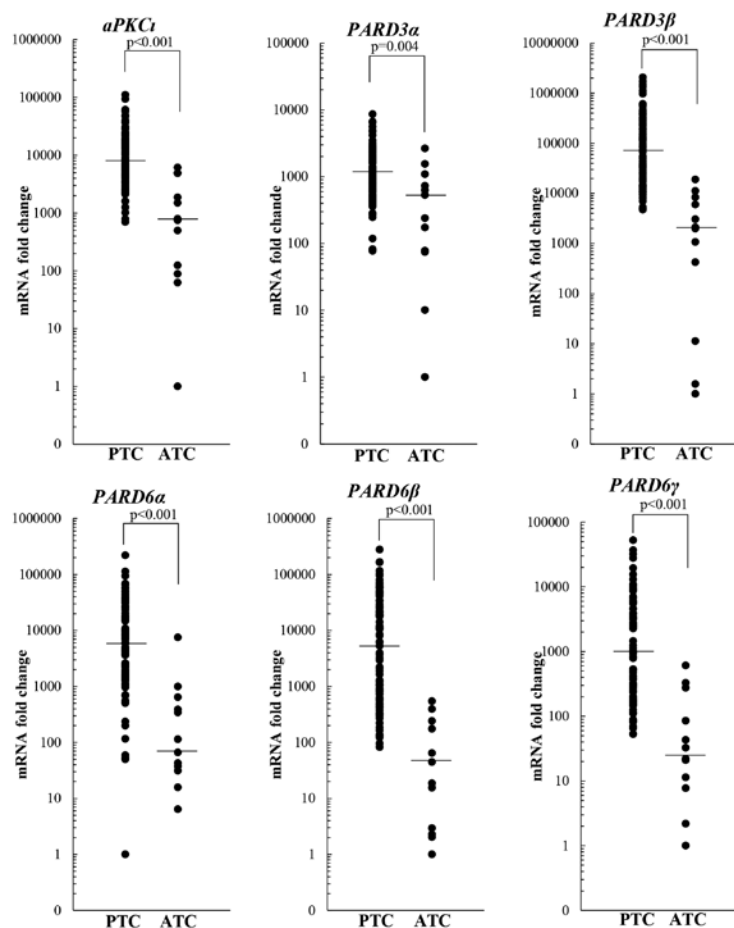 aPKCι
p<0.001
mRNA fold change
1000000
100000
10000
1000
100
10
1
0
PTC ATC
PARD3α
p=0.004
mRNA fold chande
10000
1000
100
10
1
0
PTC ATC
PARD3β
p<0.001
mRNA fold change
10000000
1000000
100000
10000
1000
100
10
1
0
PTC ATC
PARD6α
p<0.001
mRNA fold change
1000000
100000
10000
1000
100
10
1
0
PTC ATC
PARD6β
p<0.001
mRNA fold change
1000000
100000
10000
1000
100
10
1
0
PTC ATC
PARD6γ
p<0.001
mRNA fold change
100000
10000
1000
100
10
1
0
PTC ATC